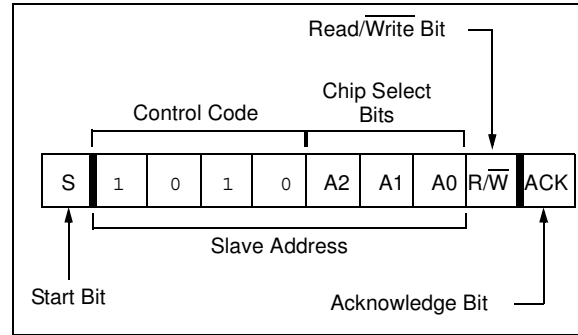 Read/Write Bit
Chip Select
Bits
Control Code
S 1 0 1 0 A2 A1 A0 R/W ACK
Slave Address
Start Bit
Acknowledge Bit